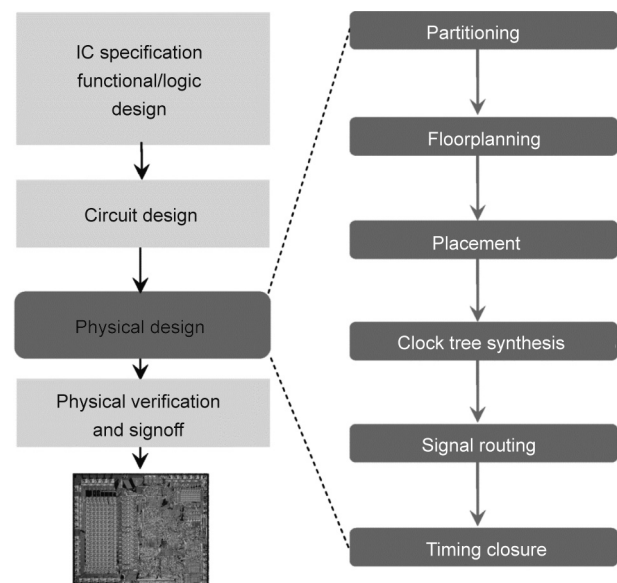 IC specification
functional/logic
design
Circuit design
Physical design
Physical verification
and signoff
Partitioning
Floorplanning
Placement
Clock tree synthesis
Signal routing
Timing closure